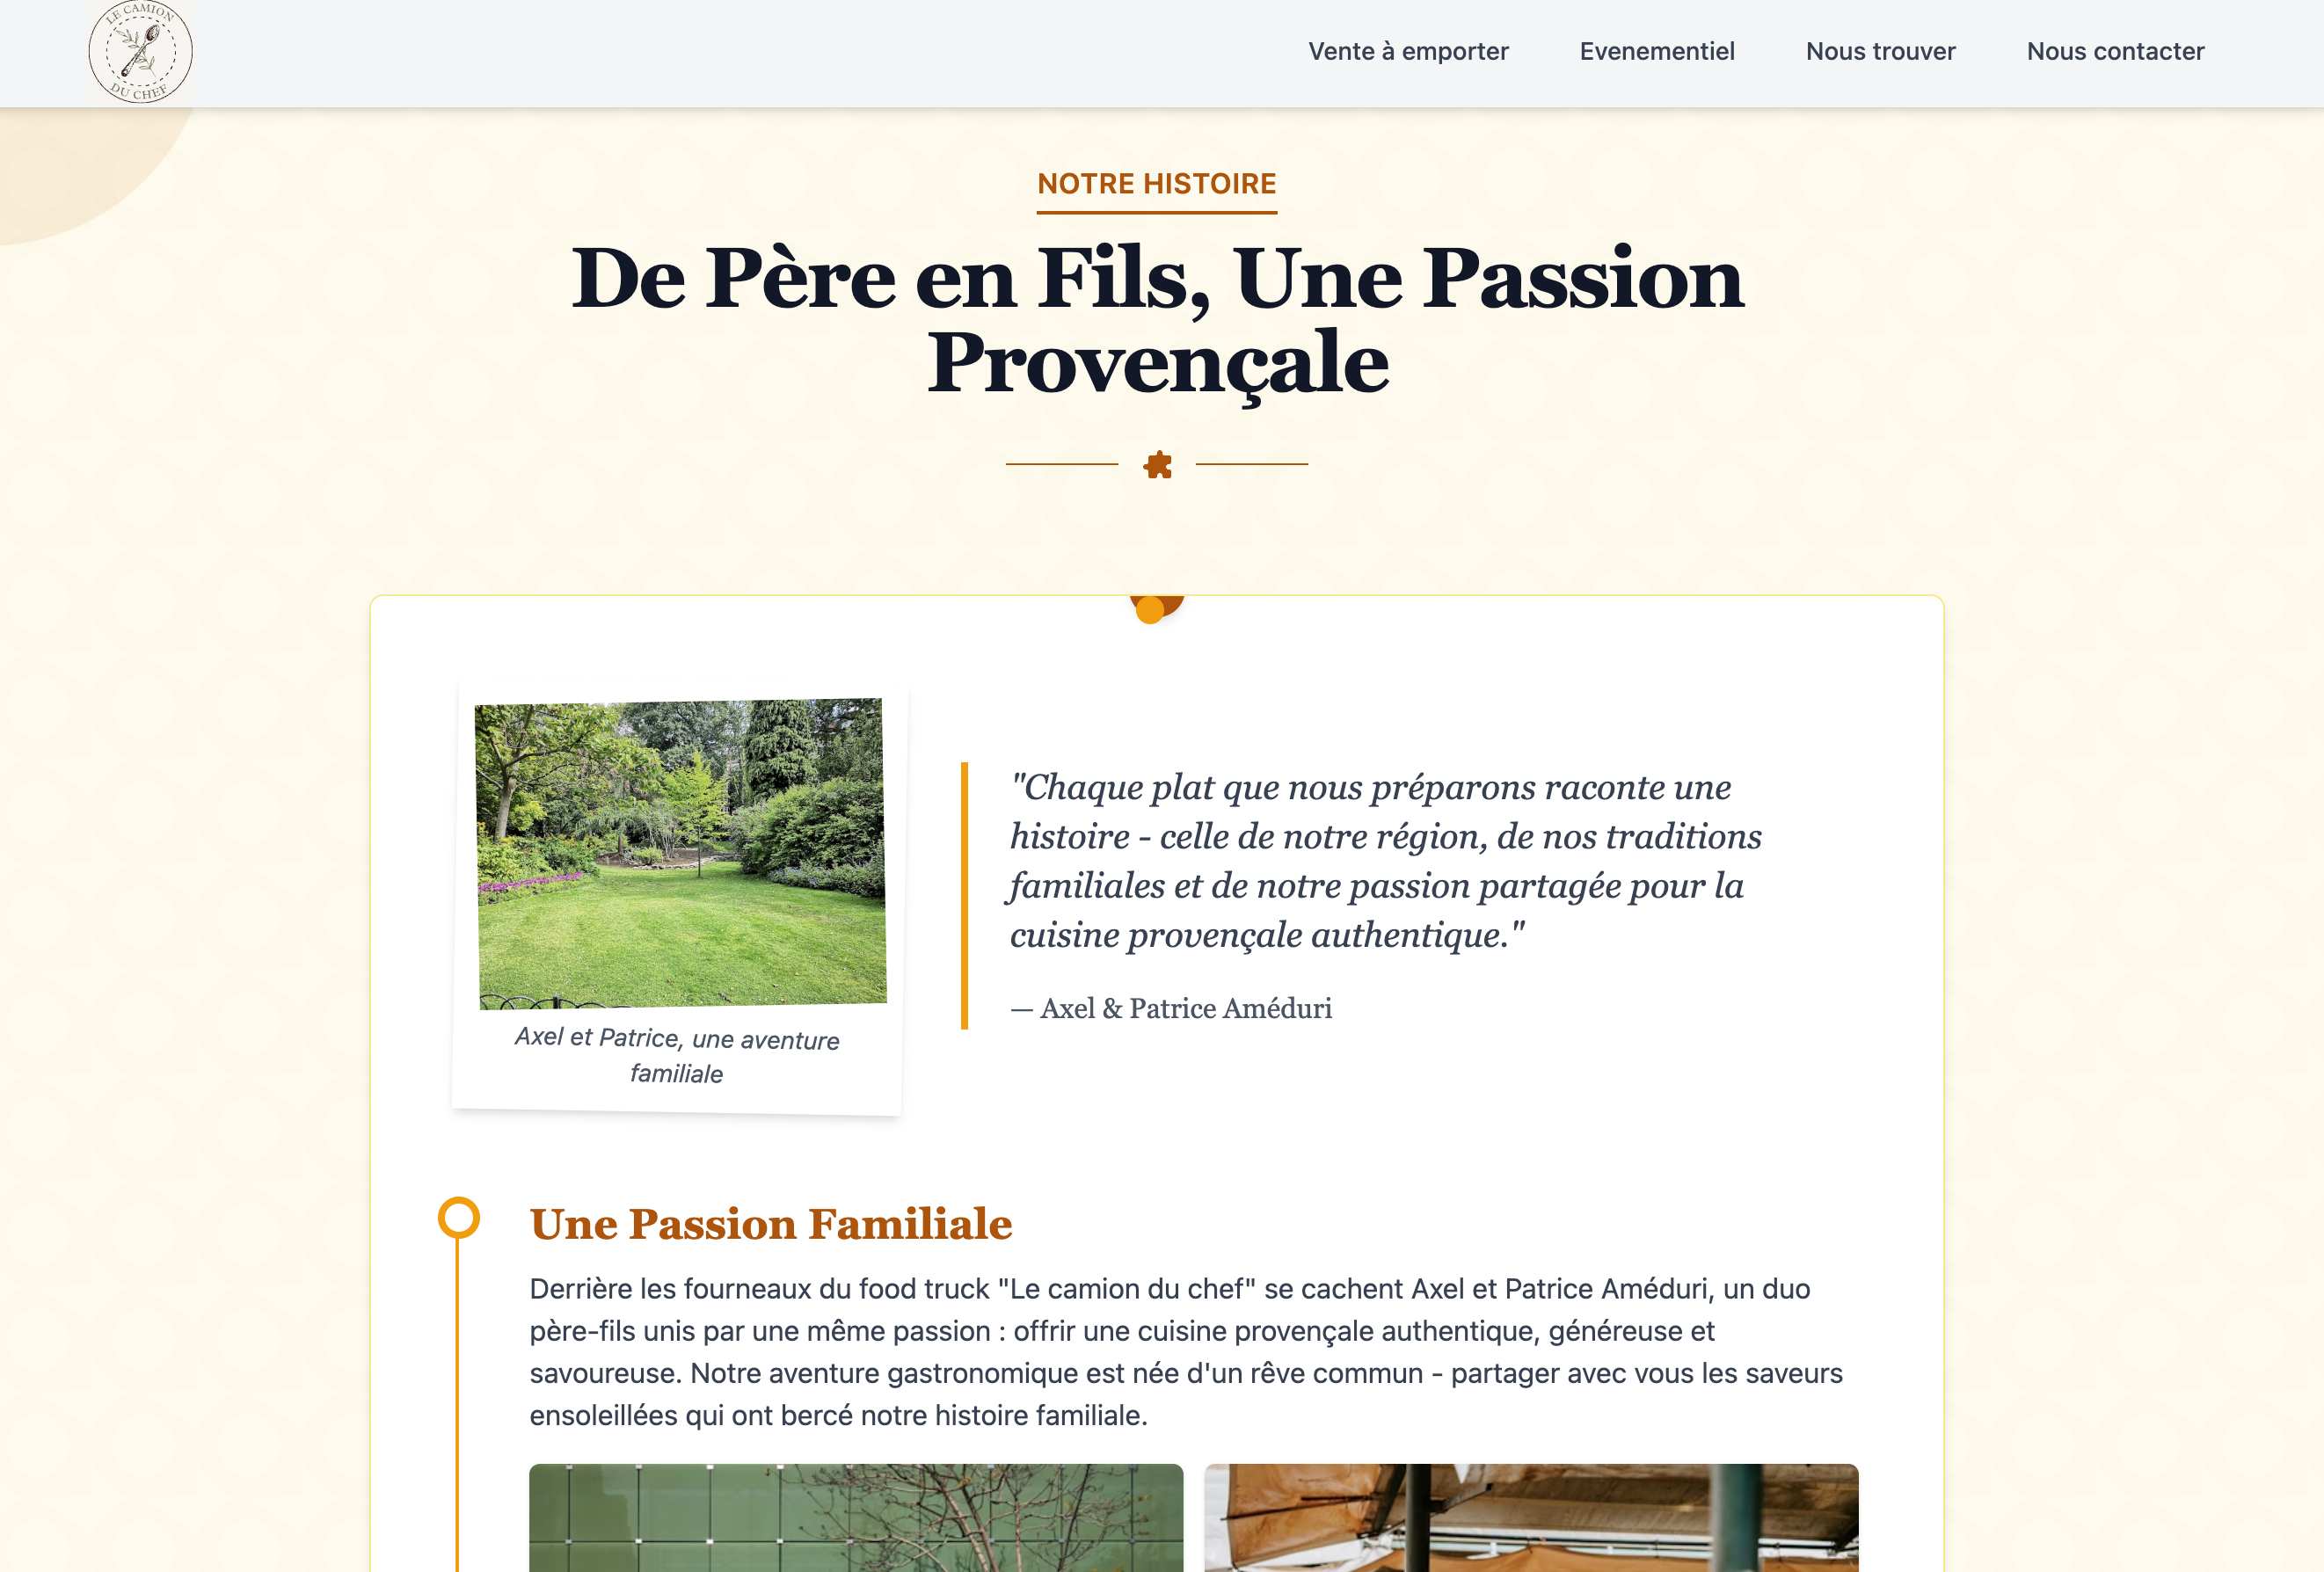 LE CAMION
DU CHEF
Vente à emporter
Evenementiel
Nous trouver
Nous contacter
NOTRE HISTOIRE
De Père en Fils, Une Passion
Provençale
"Chaque plat que nous préparons raconte une
histoire - celle de notre région, de nos traditions
familiales et de notre passion partagée pour la
cuisine provençale authentique."
— Axel & Patrice Améduri
Axel et Patrice, une aventure
familiale
Une Passion Familiale
Derrière les fourneaux du food truck "Le camion du chef" se cachent Axel et Patrice Améduri, un duo
père-fils unis par une même passion : offrir une cuisine provençale authentique, généreuse et
savoureuse. Notre aventure gastronomique est née d'un rêve commun - partager avec vous les saveurs
ensoleillées qui ont bercé notre histoire familiale.